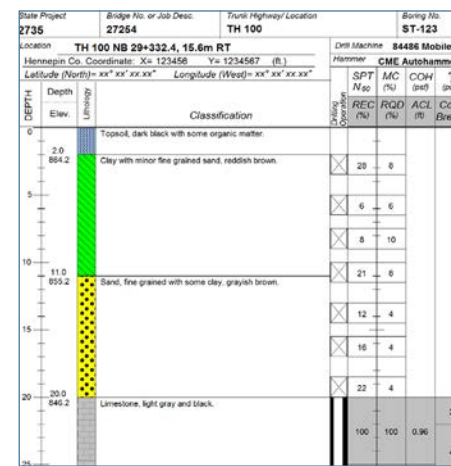 State Project Bridge No. or Job Desc. Trunk Highway/Location Boring No.
2735 27254 TH 100 ST-123
Location TH 100 NB 29+332.4, 15.6m RT Drill Machine 84486 Mobile
Hennepin Co. Coordinate: X= 123456 Y= 1234567 (ft.) Hammer CME Autohamm
Latitude (North)= xx° xx' xx.xx" Longitude (West)= xx° xx' xx.xx"
SPT MC COH
N60 (%) (psf)
DEPTH Depth Lithology
Elev. Classification Drilling Operation REC RQD ACL Co
(%) (%) (ft) Bre
0 Topsoil, dark black with some organic matter.
2.0
864.2 Clay with minor fine grained sand, reddish brown.
28 8
5
6 6
8 10
10
11.0 21 6
855.2 Sand, fine grained with some clay, grayish brown.
12 4
15
16 4
22 4
20 20.0
846.2 Limestone, light gray and black.
100 100 0.96
25